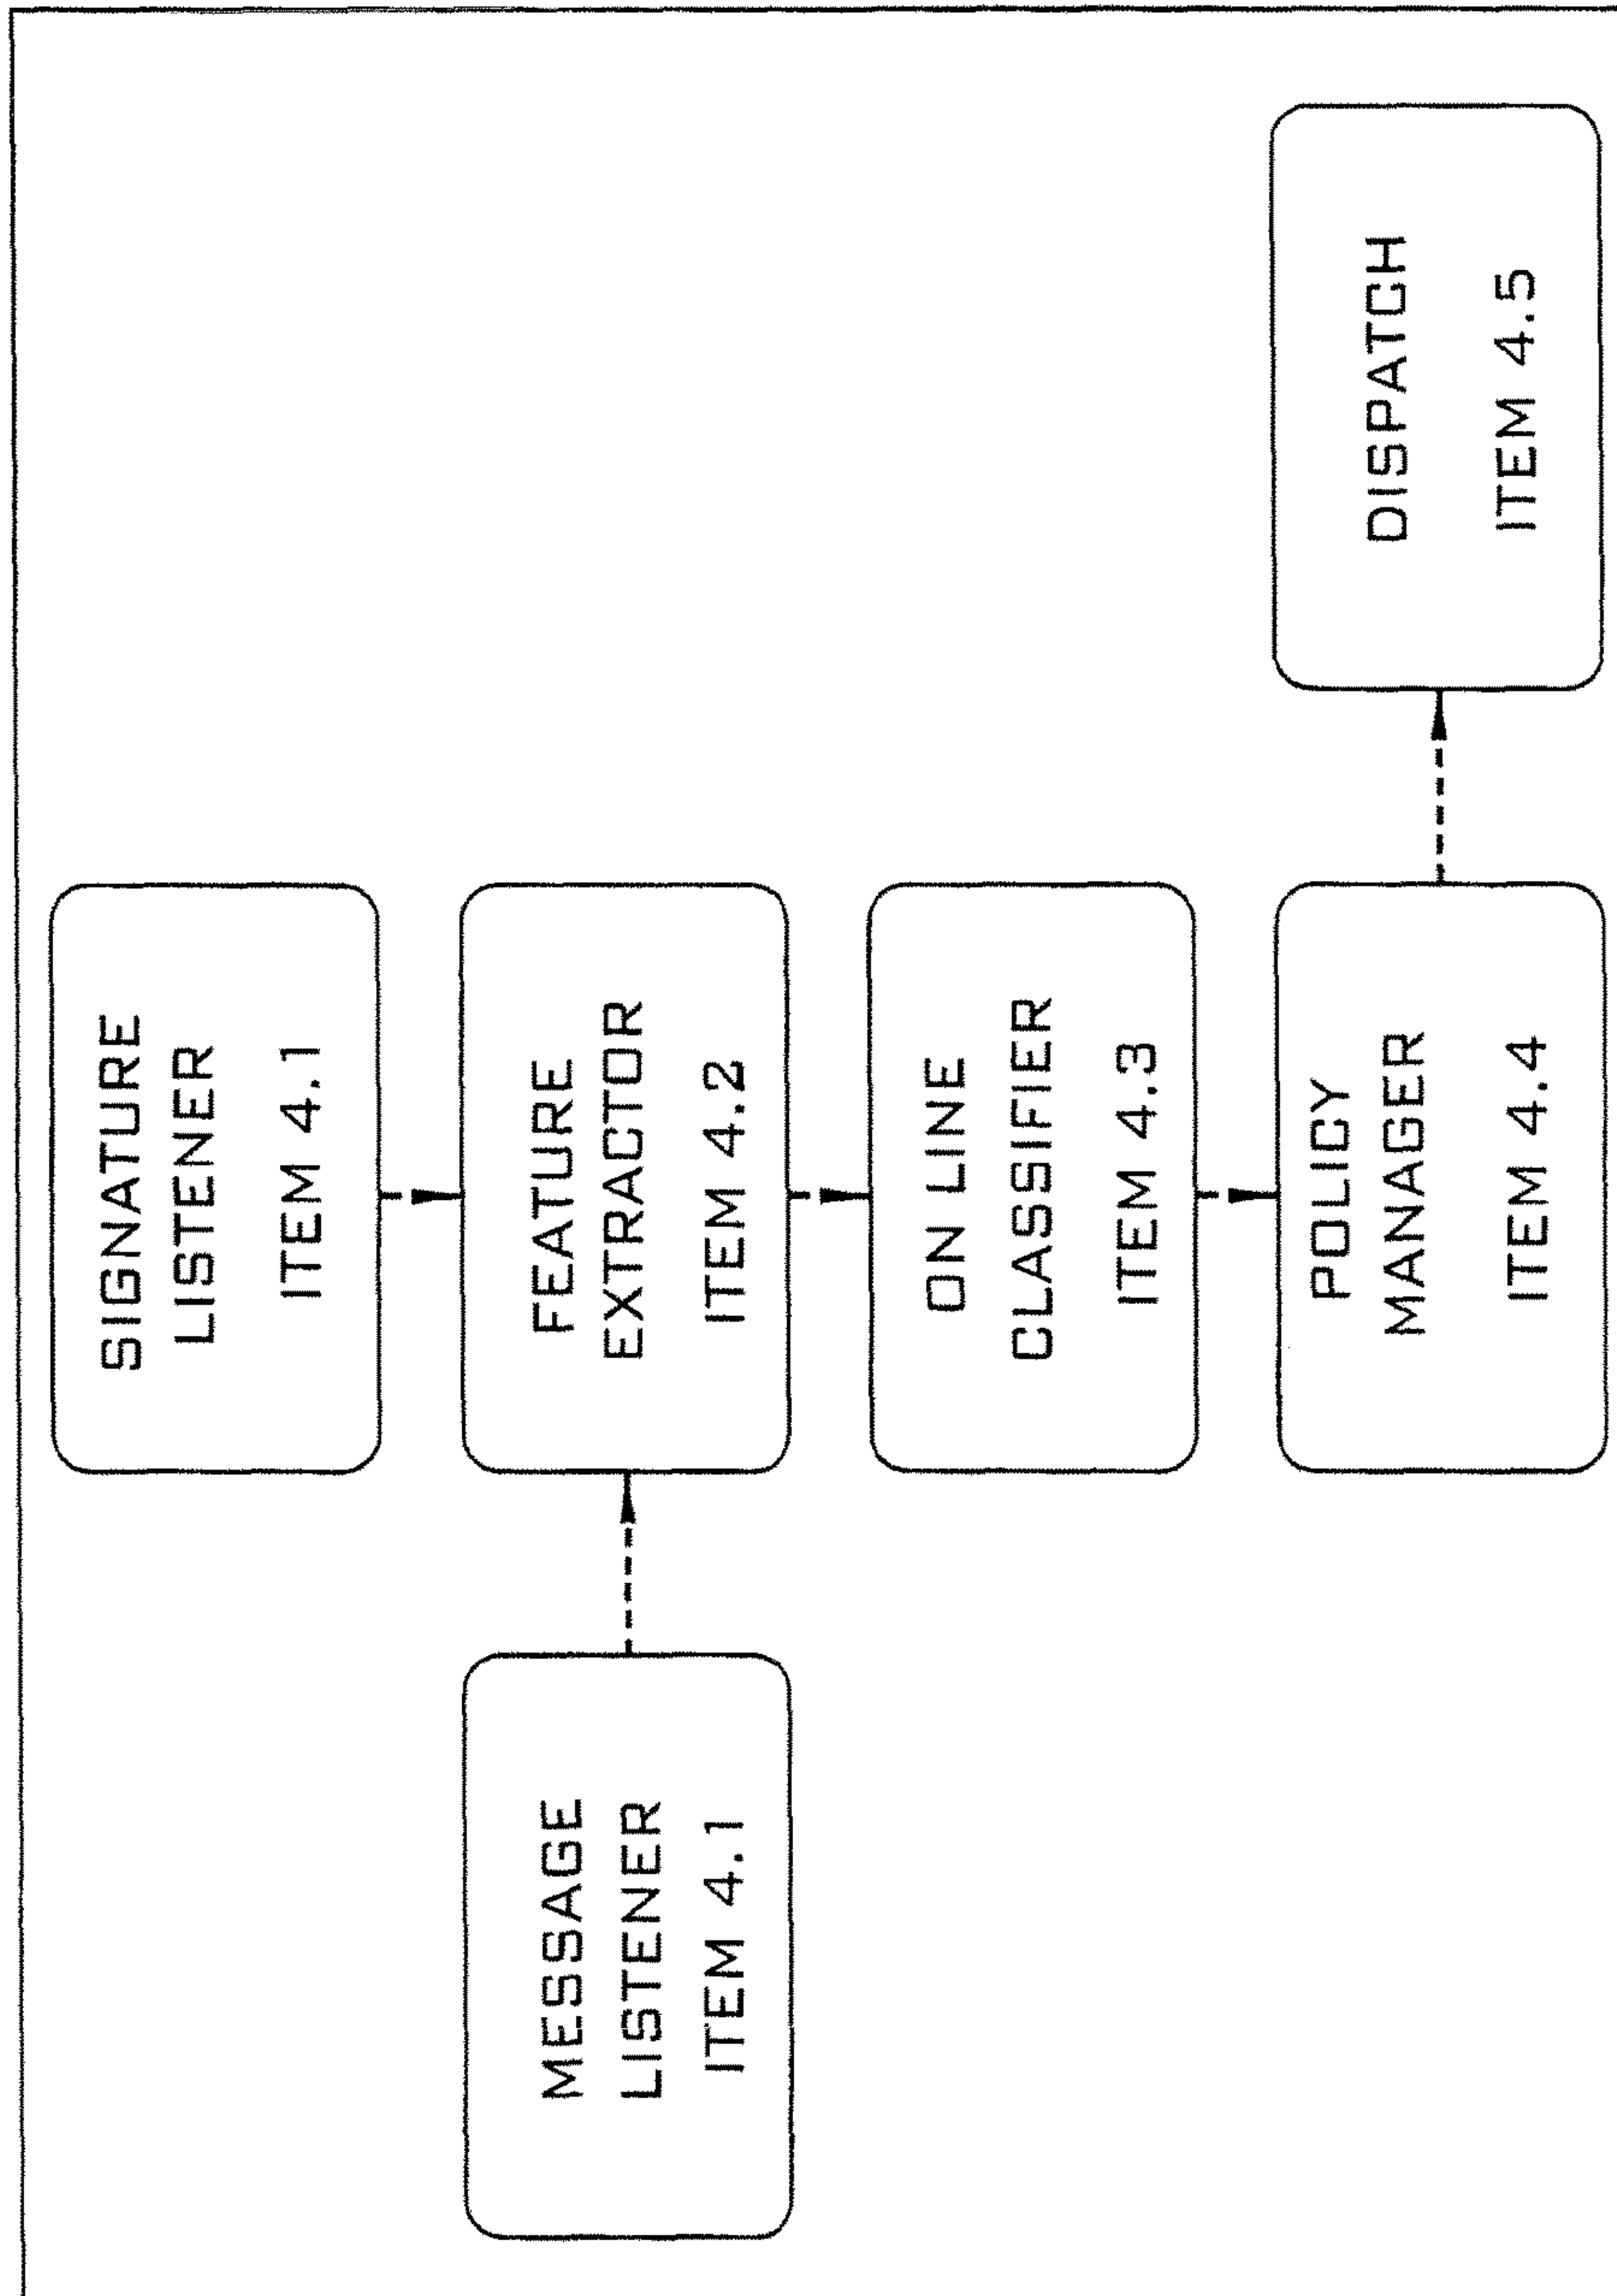 SIGNATURE
LISTENER
ITEM 4.1
MESSAGE
LISTENER
ITEM 4.1
FEATURE
EXTRACTOR
ITEM 4.2
ON LINE
CLASSIFIER
ITEM 4.3
POLICY
MANAGER
ITEM 4.4
DISPATCH
ITEM 4.5